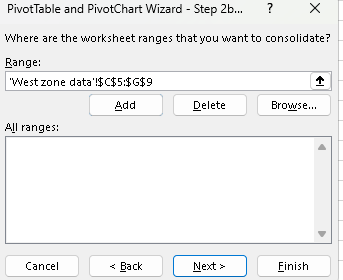 PivotTable and PivotChart Wizard - Step 2b... ? ×
Where are the worksheet ranges that you want to consolidate?
Range:
'West zone data'!$C$5:$G$9
Add Delete Browse...
All ranges:
Cancel < Back Next > Finish